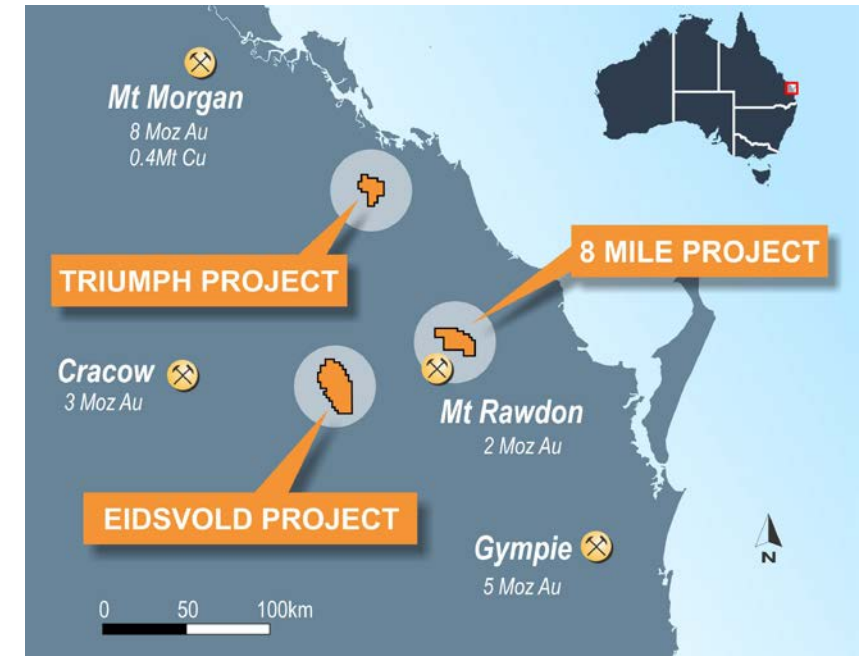 Mt Morgan
8 Moz Au
0.4Mt Cu
TRIUMPH PROJECT
8 MILE PROJECT
Cracow
3 Moz Au
Mt Rawdon
2 Moz Au
EIDSVOLD PROJECT
Gympie
5 Moz Au
N
0 50 100km